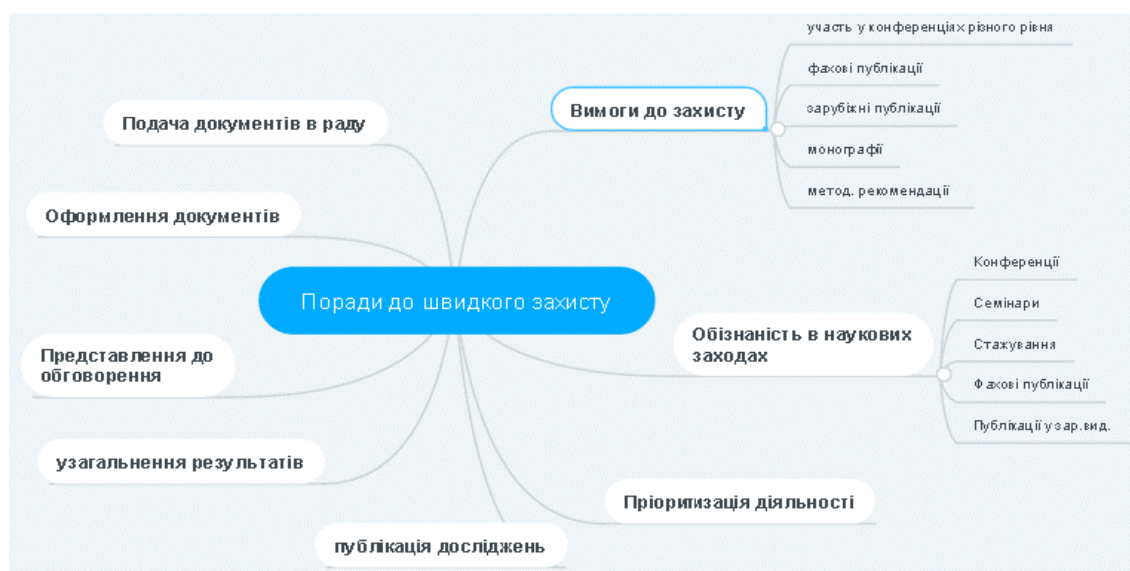 участь у конференціях різного рівня
фахові публікації
Вимоги до захисту
зарубіжні публікації
Подача документів в раду
монографії
метод. рекомендації
Оформлення документів
Конференції
Поради до швидкого захисту
Семінари
Обізнаність в наукових
заходах
Стажування
Представлення до
обговорення
Фахові публікації
Публікації у зар.вид.
узагальнення результатів
Пріоритизація діяльності
публікація досліджень